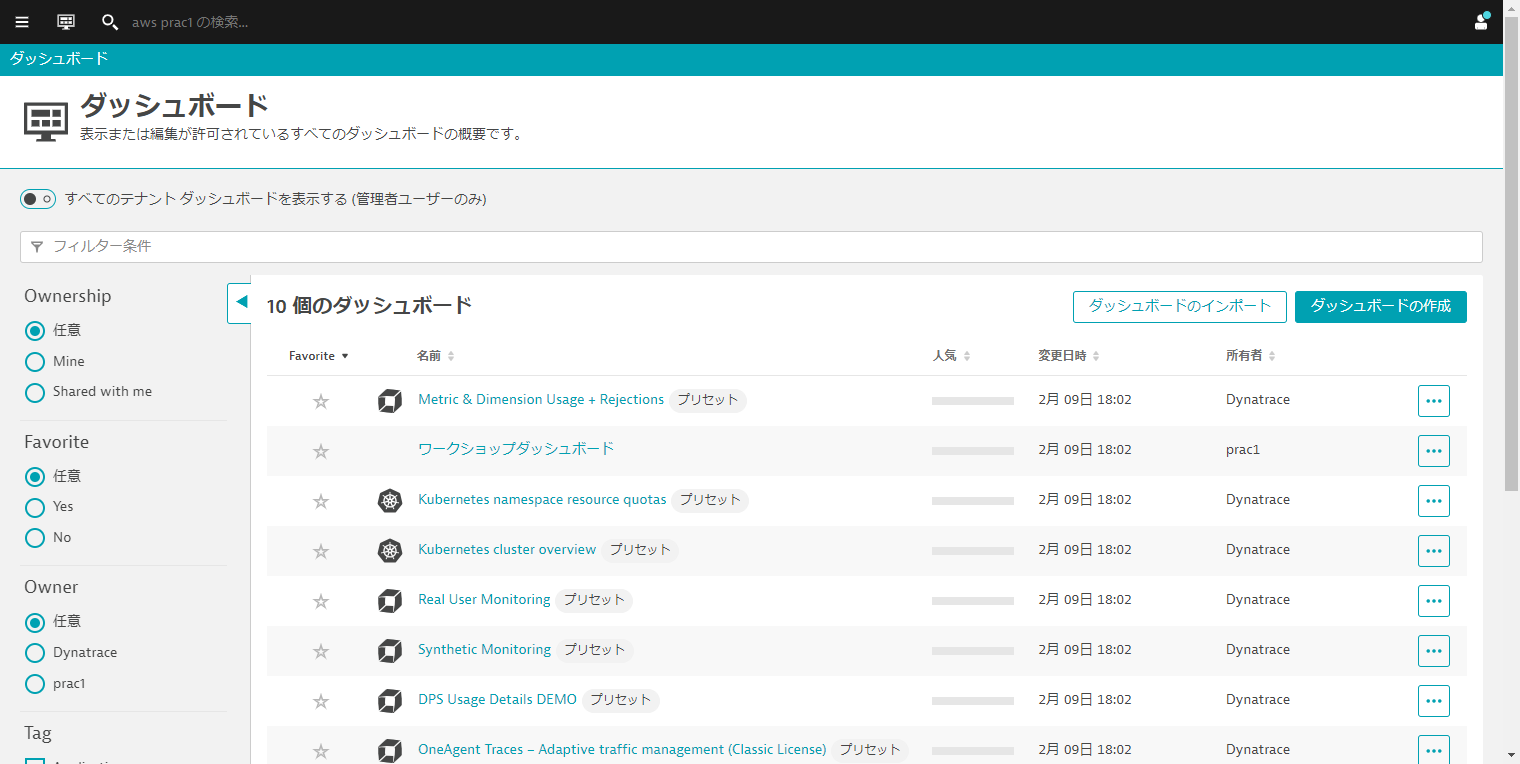 aws prac1 の検索...
ダッシュボード
ダッシュボード
表示または編集が許可されているすべてのダッシュボードの概要です。
すべてのテナント ダッシュボードを表示する (管理者ユーザーのみ)
フィルター条件
Ownership
任意
Mine
Shared with me
Favorite
任意
Yes
No
Owner
任意
Dynatrace
prac1
Tag
10 個のダッシュボード
ダッシュボードのインポート
ダッシュボードの作成
Favorite 名前 人気 変更日時 所有者
Metric & Dimension Usage + Rejections プリセット 2月 09日 18:02 Dynatrace
ワークショップダッシュボード 2月 09日 18:02 prac1
Kubernetes namespace resource quotas プリセット 2月 09日 18:02 Dynatrace
Kubernetes cluster overview プリセット 2月 09日 18:02 Dynatrace
Real User Monitoring プリセット 2月 09日 18:02 Dynatrace
Synthetic Monitoring プリセット 2月 09日 18:02 Dynatrace
DPS Usage Details DEMO プリセット 2月 09日 18:02 Dynatrace
OneAgent Traces – Adaptive traffic management (Classic License) プリセット 2月 09日 18:02 Dynatrace